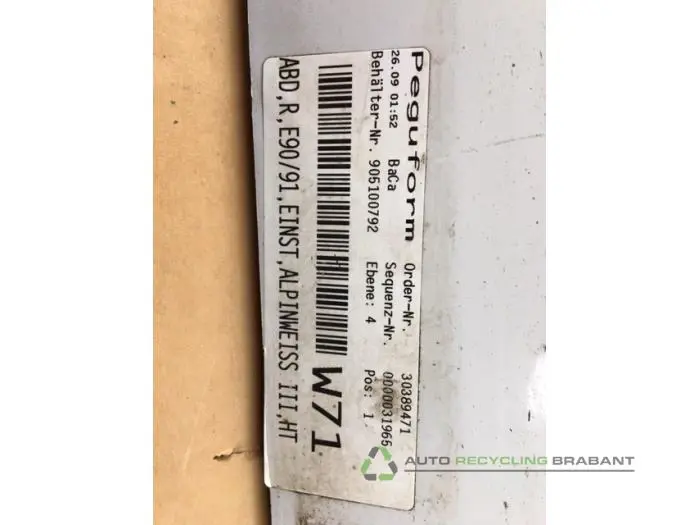 Peguform Order-Nr. 30389471
26.09 01:52 BaCa Sequenz-Nr. 0000031965
Behälter-Nr. 905100792 Ebene: 4 Pos: 1
W71
ABD,R,E90/91,EINST,ALPINWEISS III,HT
AUTO RECYCLING BRABANT